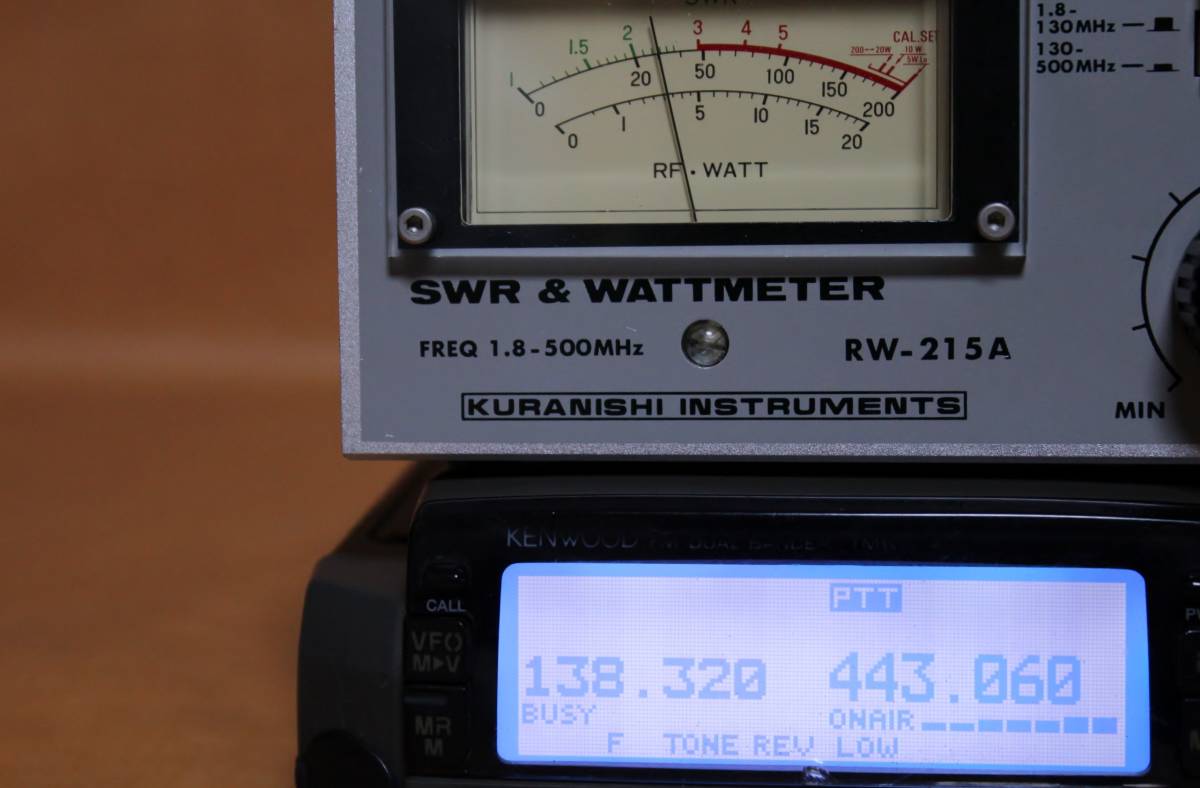 SWR
1 1.5 2 3 4 5 CAL.SET
200↔20W 10W
5W.Lo
0 20 50 100 150 200
0 1 5 10 15 20
RF·WATT
1.8-
130MHz
130-
500MHz
SWR & WATTMETER
FREQ 1.8-500MHz RW-215A
KURANISHI INSTRUMENTS
MIN
KENWOOD
CALL
VFO
M▶V
MR
M
PTT
138.320 443.060
BUSY ONAIR
F TONE REV LOW